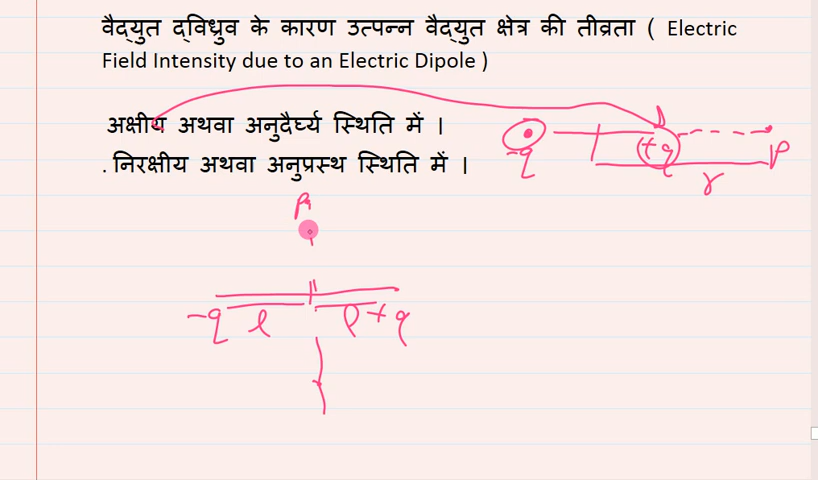 वैद्युत द्विध्रुव के कारण उत्पन्न वैद्युत क्षेत्र की तीव्रता ( Electric
Field Intensity due to an Electric Dipole )
अक्षीय अथवा अनुदैर्घ्य स्थिति में ।
. निरक्षीय अथवा अनुप्रस्थ स्थिति में ।
-q +q P
r
P
-q l l +q